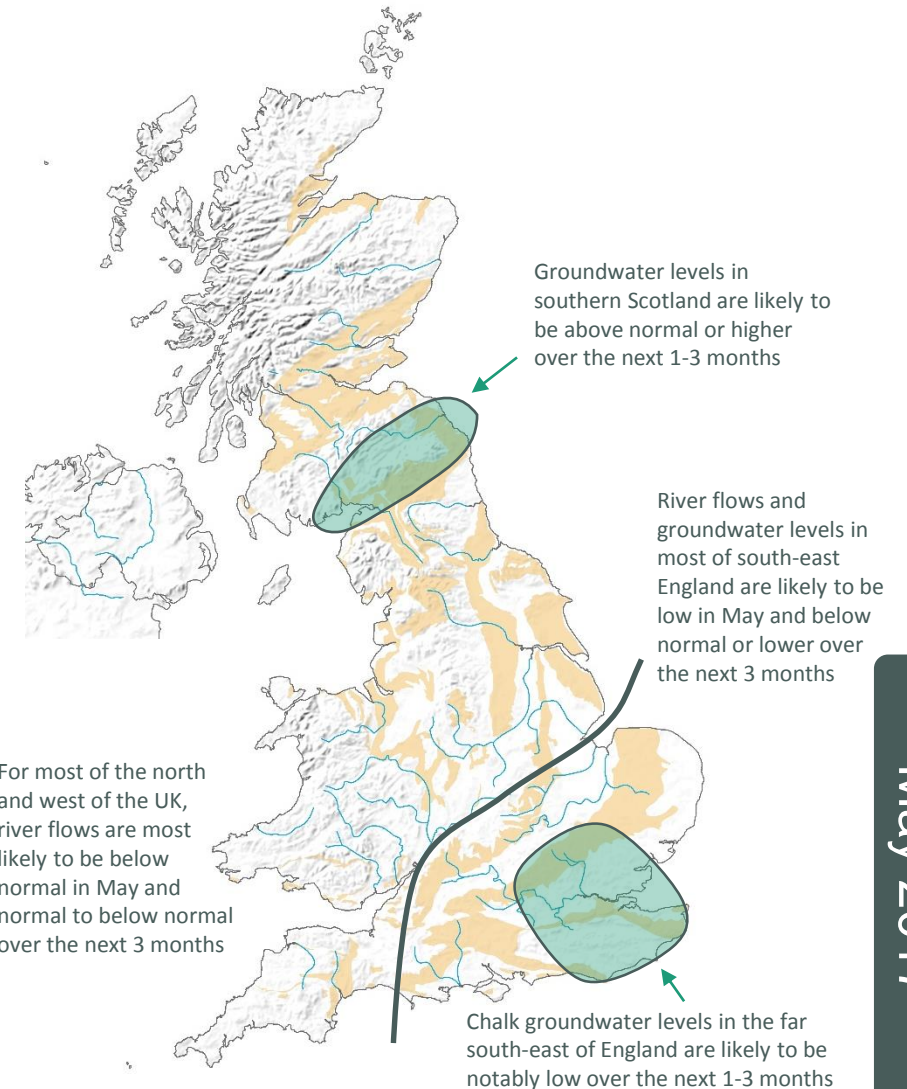 Groundwater levels in
southern Scotland are likely to
be above normal or higher
over the next 1-3 months
River flows and
groundwater levels in
most of south-east
England are likely to be
low in May and below
normal or lower over
the next 3 months
For most of the north
and west of the UK,
river flows are most
likely to be below
normal in May and
normal to below normal
over the next 3 months
Chalk groundwater levels in the far
south-east of England are likely to be
notably low over the next 1-3 months
May 2017